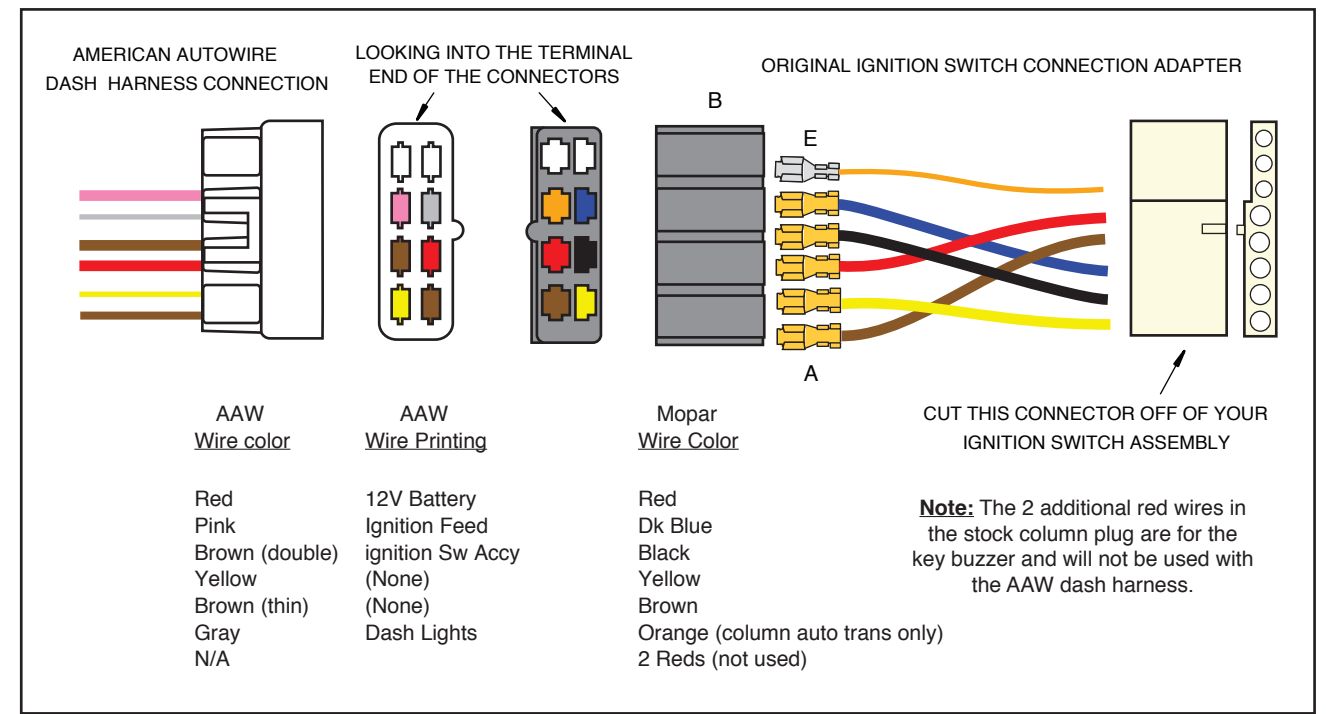 AMERICAN AUTOWIRE
DASH HARNESS CONNECTION
LOOKING INTO THE TERMINAL
END OF THE CONNECTORS
ORIGINAL IGNITION SWITCH CONNECTION ADAPTER
B
E
A
CUT THIS CONNECTOR OFF OF YOUR
IGNITION SWITCH ASSEMBLY
AAW AAW Mopar
Wire color Wire Printing Wire Color
Red 12V Battery Red
Pink Ignition Feed Dk Blue
Brown (double) ignition Sw Accy Black
Yellow (None) Yellow
Brown (thin) (None) Brown
Gray Dash Lights Orange (column auto trans only)
N/A 2 Reds (not used)
Note: The 2 additional red wires in
the stock column plug are for the
key buzzer and will not be used with
the AAW dash harness.